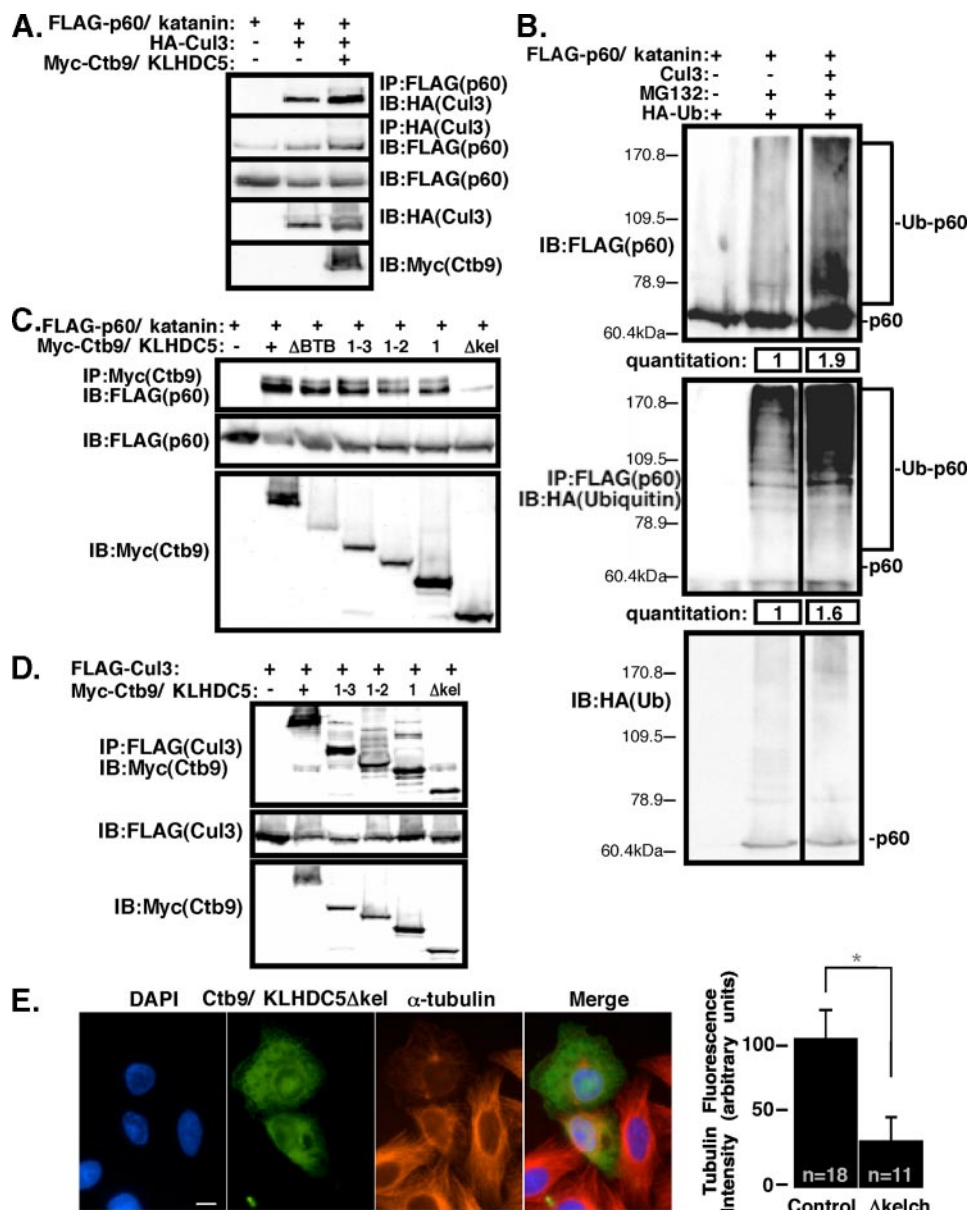 A.
FLAG-p60/ katanin: + + +
HA-Cul3: - + +
Myc-Ctb9/ KLHDC5: - - +
IP:FLAG(p60)
IB:HA(Cul3)
IP:HA(Cul3)
IB:FLAG(p60)
IB:FLAG(p60)
IB:HA(Cul3)
IB:Myc(Ctb9)
B.
FLAG-p60/ katanin:+ + +
Cul3:- - +
MG132:- + +
HA-Ub:+ + +
170.8–
109.5–
IB:FLAG(p60)
78.9–
60.4kDa–
-Ub-p60
-p60
quantitation: 1 1.9
170.8–
109.5–
IP:FLAG(p60)
IB:HA(Ubiquitin)
78.9–
60.4kDa–
-Ub-p60
-p60
quantitation: 1 1.6
170.8–
IB:HA(Ub)
109.5–
78.9–
60.4kDa–
-p60
C.
FLAG-p60/ katanin: + + + + + + +
Myc-Ctb9/ KLHDC5: - + ΔBTB 1-3 1-2 1 Δkel
IP:Myc(Ctb9)
IB:FLAG(p60)
IB:FLAG(p60)
IB:Myc(Ctb9)
D.
FLAG-Cul3: + + + + + +
Myc-Ctb9/ KLHDC5: - + 1-3 1-2 1 Δkel
IP:FLAG(Cul3)
IB:Myc(Ctb9)
IB:FLAG(Cul3)
IB:Myc(Ctb9)
E.
DAPI Ctb9/ KLHDC5Δkel α-tubulin Merge
Tubulin Fluorescence
Intensity (arbitrary units)
100
50
0
*
n=18 n=11
Control Δkelch